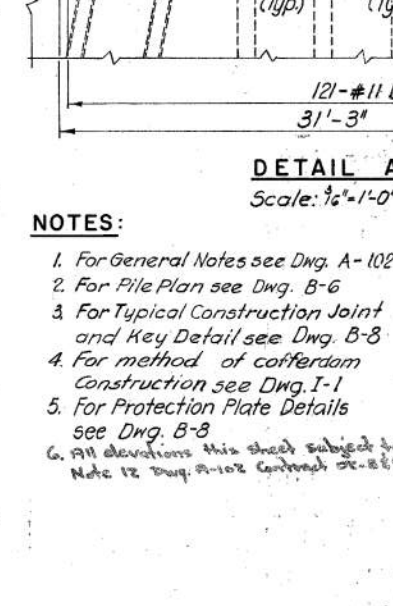 (Typ.)
121-#11
31'-3"
DETAIL A
Scale: 3/16"=1'-0"
NOTES:
1. For General Notes see Dwg. A-102
2. For Pile Plan see Dwg. B-6
3. For Typical Construction Joint
and Key Detail see Dwg. B-8
4. For method of cofferdam
Construction see Dwg. I-1
5. For Protection Plate Details
see Dwg. B-8
6. All elevations this sheet subject
Note 12 Dwg. A-102 Contract